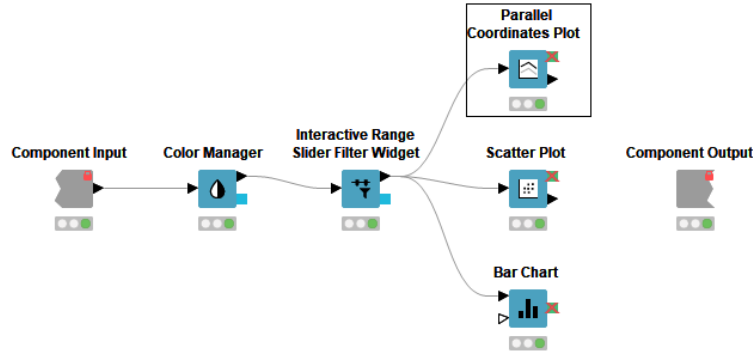 Parallel
Coordinates Plot
Component Input
Color Manager
Interactive Range
Slider Filter Widget
Scatter Plot
Component Output
Bar Chart